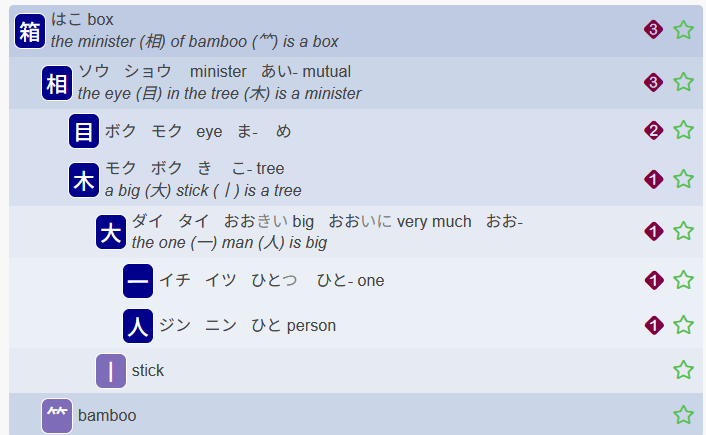 箱 はこ box 3
the minister (相) of bamboo (⺮) is a box
相 ソウ ショウ minister あい- mutual 3
the eye (目) in the tree (木) is a minister
目 ボク モク eye ま- め 2
木 モク ボク き こ- tree 1
a big (大) stick (丨) is a tree
大 ダイ タイ おおきい big おおいに very much おお- 1
the one (一) man (人) is big
一 イチ イツ ひとつ ひと- one 1
人 ジン ニン ひと person 1
丨 stick
⺮ bamboo